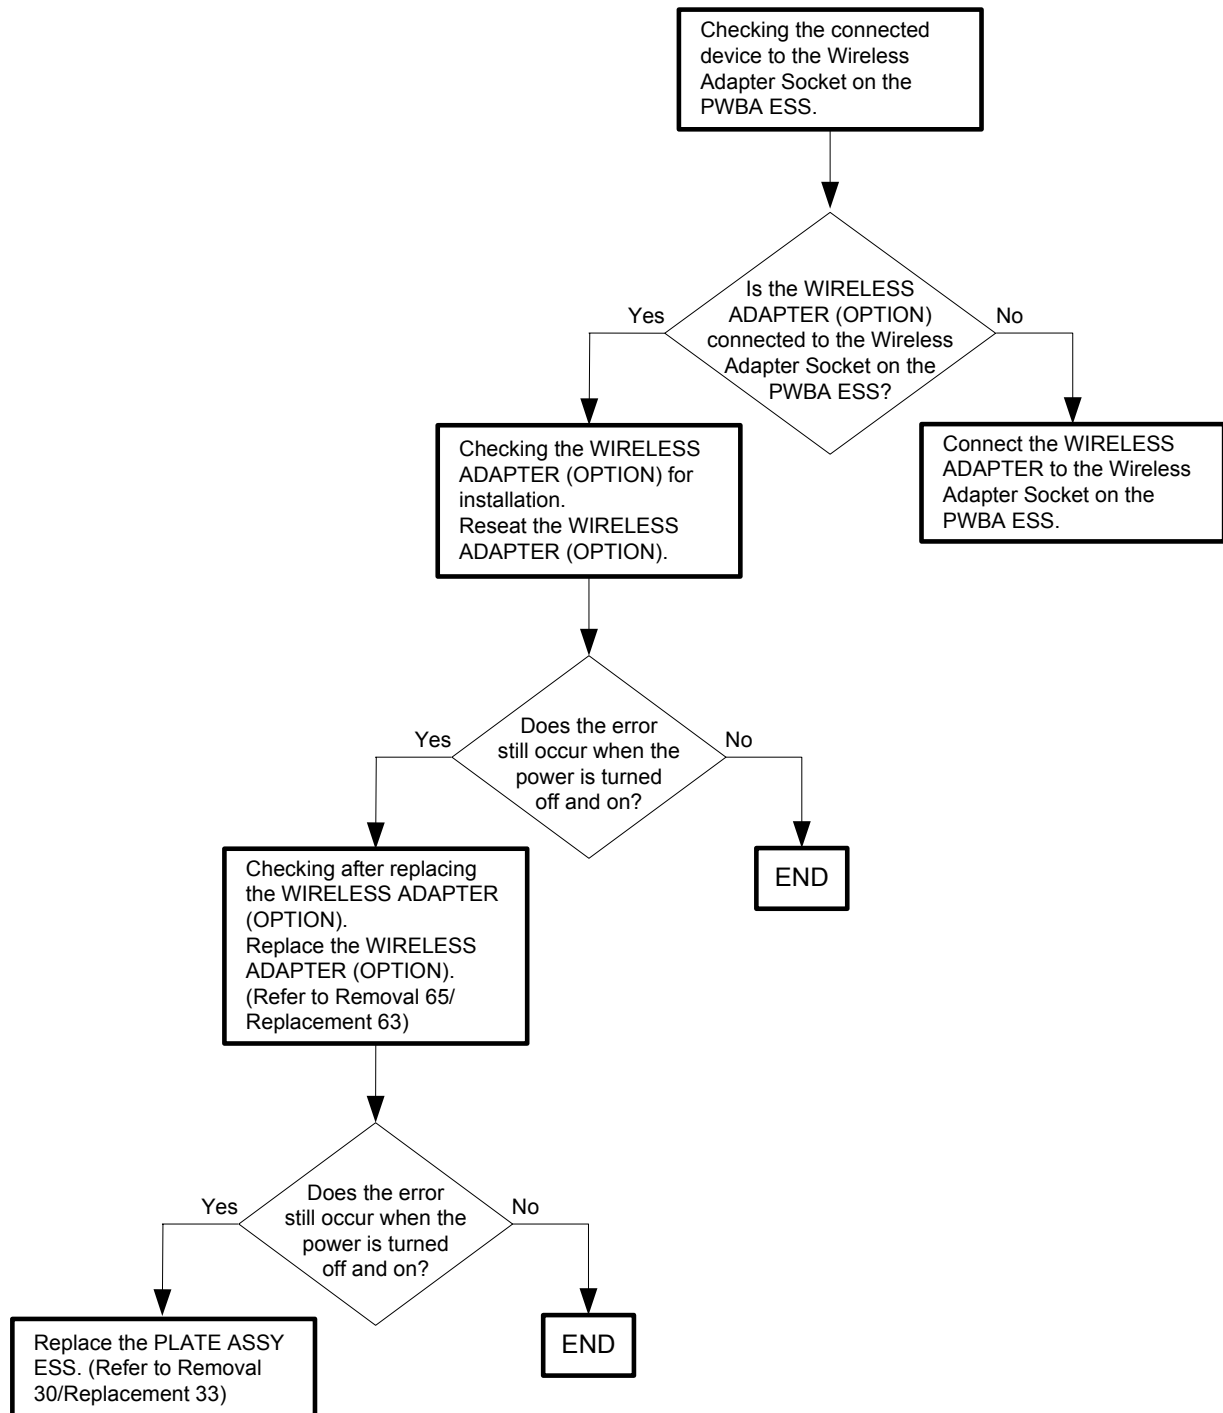 Checking the connected
device to the Wireless
Adapter Socket on the
PWBA ESS.
Is the WIRELESS
ADAPTER (OPTION)
connected to the Wireless
Adapter Socket on the
PWBA ESS?
Yes
No
Checking the WIRELESS
ADAPTER (OPTION) for
installation.
Reseat the WIRELESS
ADAPTER (OPTION).
Connect the WIRELESS
ADAPTER to the Wireless
Adapter Socket on the
PWBA ESS.
Does the error
still occur when the
power is turned
off and on?
Yes
No
Checking after replacing
the WIRELESS ADAPTER
(OPTION).
Replace the WIRELESS
ADAPTER (OPTION).
(Refer to Removal 65/
Replacement 63)
END
Does the error
still occur when the
power is turned
off and on?
Yes
No
Replace the PLATE ASSY
ESS. (Refer to Removal
30/Replacement 33)
END